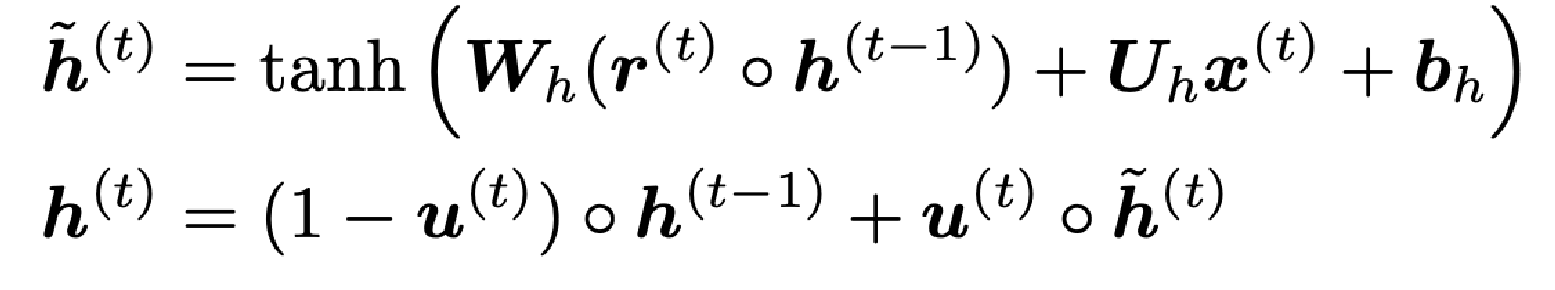 h̃^(t) = tanh (W_h(r^(t) ∘ h^(t−1)) + U_h x^(t) + b_h)
h^(t) = (1 − u^(t)) ∘ h^(t−1) + u^(t) ∘ h̃^(t)